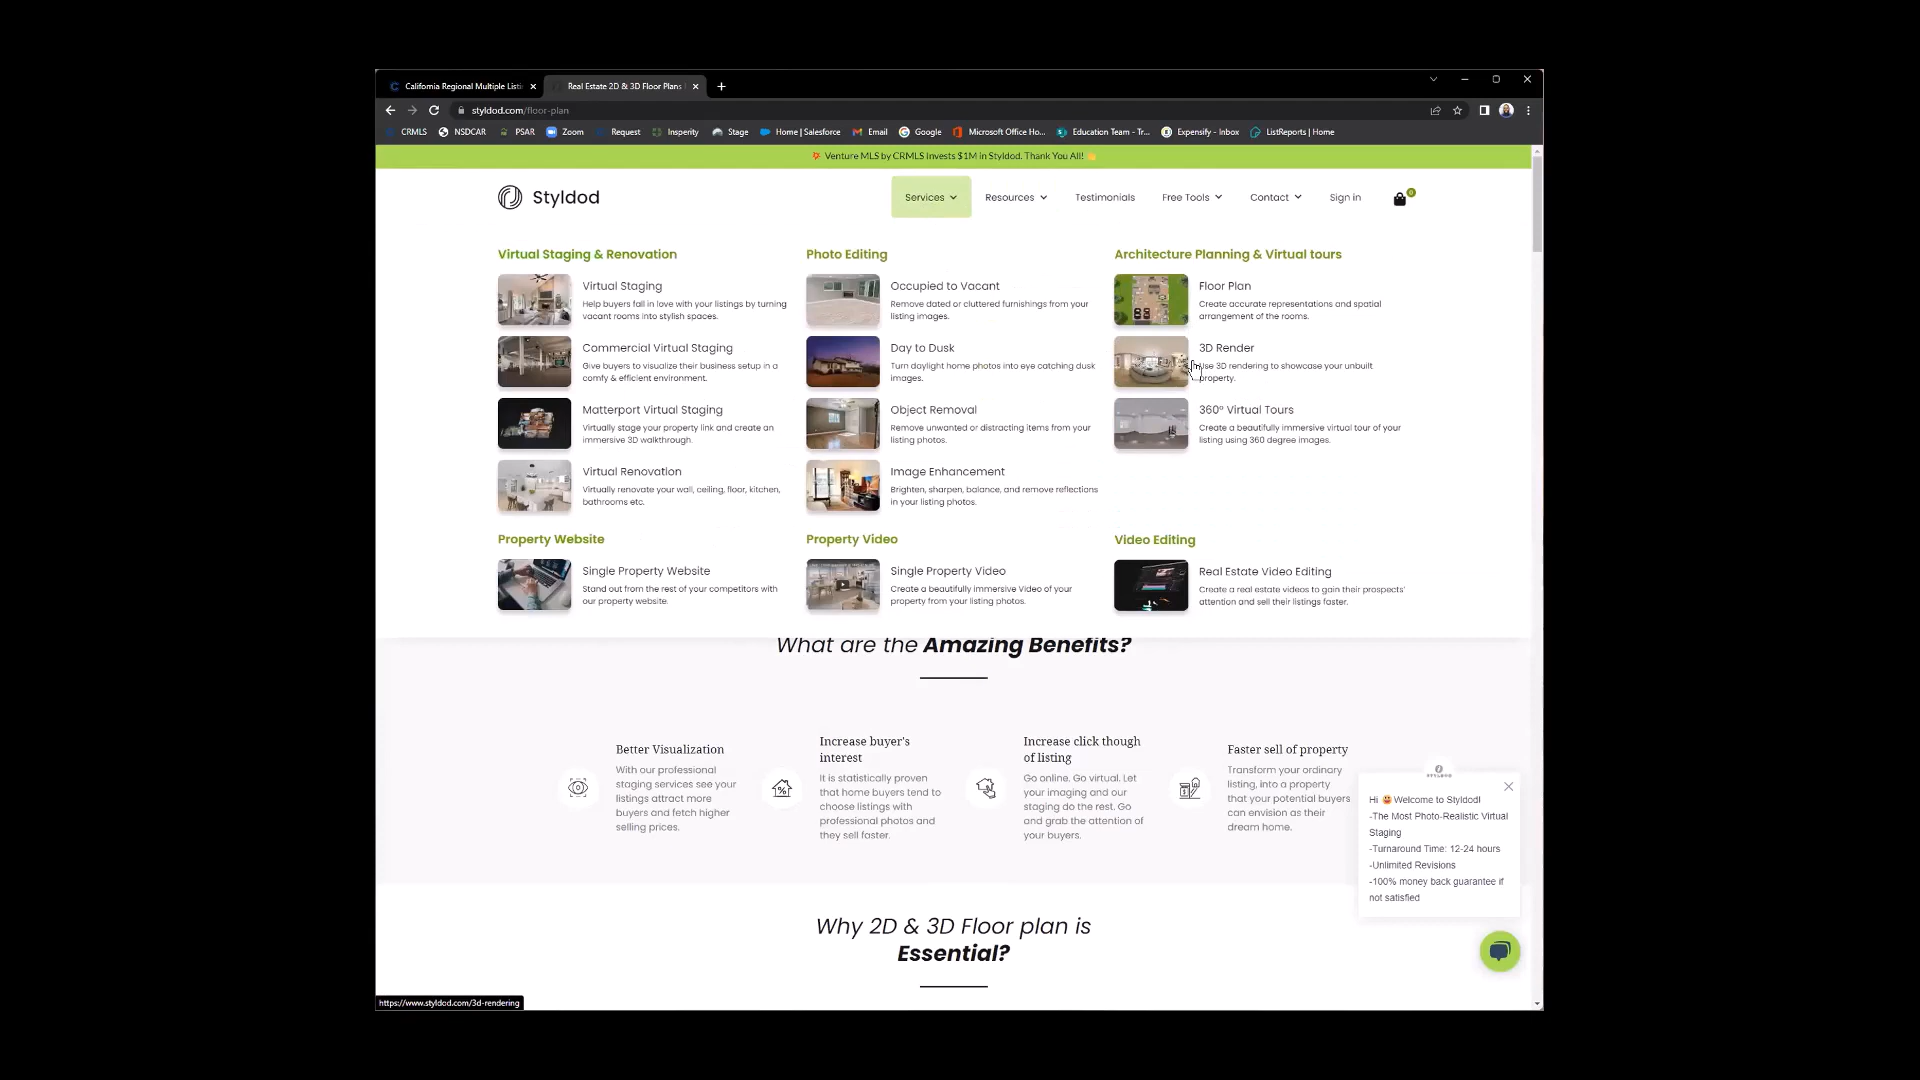 California Regional Multiple Listi
Real Estate 2D & 3D Floor Plans
styldod.com/floor-plan
CRMLS
NSDCAR
PSAR
Zoom
Request
Insperity
Stage
Home | Salesforce
Email
Google
Microsoft Office Ho...
Education Team - Tr...
Expensify - Inbox
ListReports | Home
Venture MLS by CRMLS Invests $1M in Styldod. Thank You All!
Styldod
Services
Resources
Testimonials
Free Tools
Contact
Sign in
0
Virtual Staging & Renovation
Virtual Staging
Help buyers fall in love with your listings by turning
vacant rooms into stylish spaces.
Commercial Virtual Staging
Give buyers to visualize their business setup in a
comfy & efficient environment.
Matterport Virtual Staging
Virtually stage your property link and create an
immersive 3D walkthrough.
Virtual Renovation
Virtually renovate your wall, ceiling, floor, kitchen,
bathrooms etc.
Photo Editing
Occupied to Vacant
Remove dated or cluttered furnishings from your
listing images.
Day to Dusk
Turn daylight home photos into eye catching dusk
images.
Object Removal
Remove unwanted or distracting items from your
listing photos.
Image Enhancement
Brighten, sharpen, balance, and remove reflections
in your listing photos.
Architecture Planning & Virtual tours
Floor Plan
Create accurate representations and spatial
arrangement of the rooms.
3D Render
Use 3D rendering to showcase your unbuilt
property.
360° Virtual Tours
Create a beautifully immersive virtual tour of your
listing using 360 degree images.
Property Website
Single Property Website
Stand out from the rest of your competitors with
our property website.
Property Video
Single Property Video
Create a beautifully immersive Video of your
property from your listing photos.
Video Editing
Real Estate Video Editing
Create a real estate videos to gain their prospects'
attention and sell their listings faster.
What are the Amazing Benefits?
Better Visualization
With our professional
staging services see your
listings attract more
buyers and fetch higher
selling prices.
Increase buyer's
interest
It is statistically proven
that home buyers tend to
choose listings with
professional photos and
they sell faster.
Increase click though
of listing
Go online. Go virtual. Let
your imaging and our
staging do the rest. Go
and grab the attention of
your buyers.
Faster sell of property
Transform your ordinary
listing, into a property
that your potential buyers
can envision as their
dream home.
STYLDOD
Hi Welcome to Styldod!
-The Most Photo-Realistic Virtual
Staging
-Turnaround Time: 12-24 hours
-Unlimited Revisions
-100% money back guarantee if
not satisfied
Why 2D & 3D Floor plan is
Essential?
https://www.styldod.com/3d-rendering